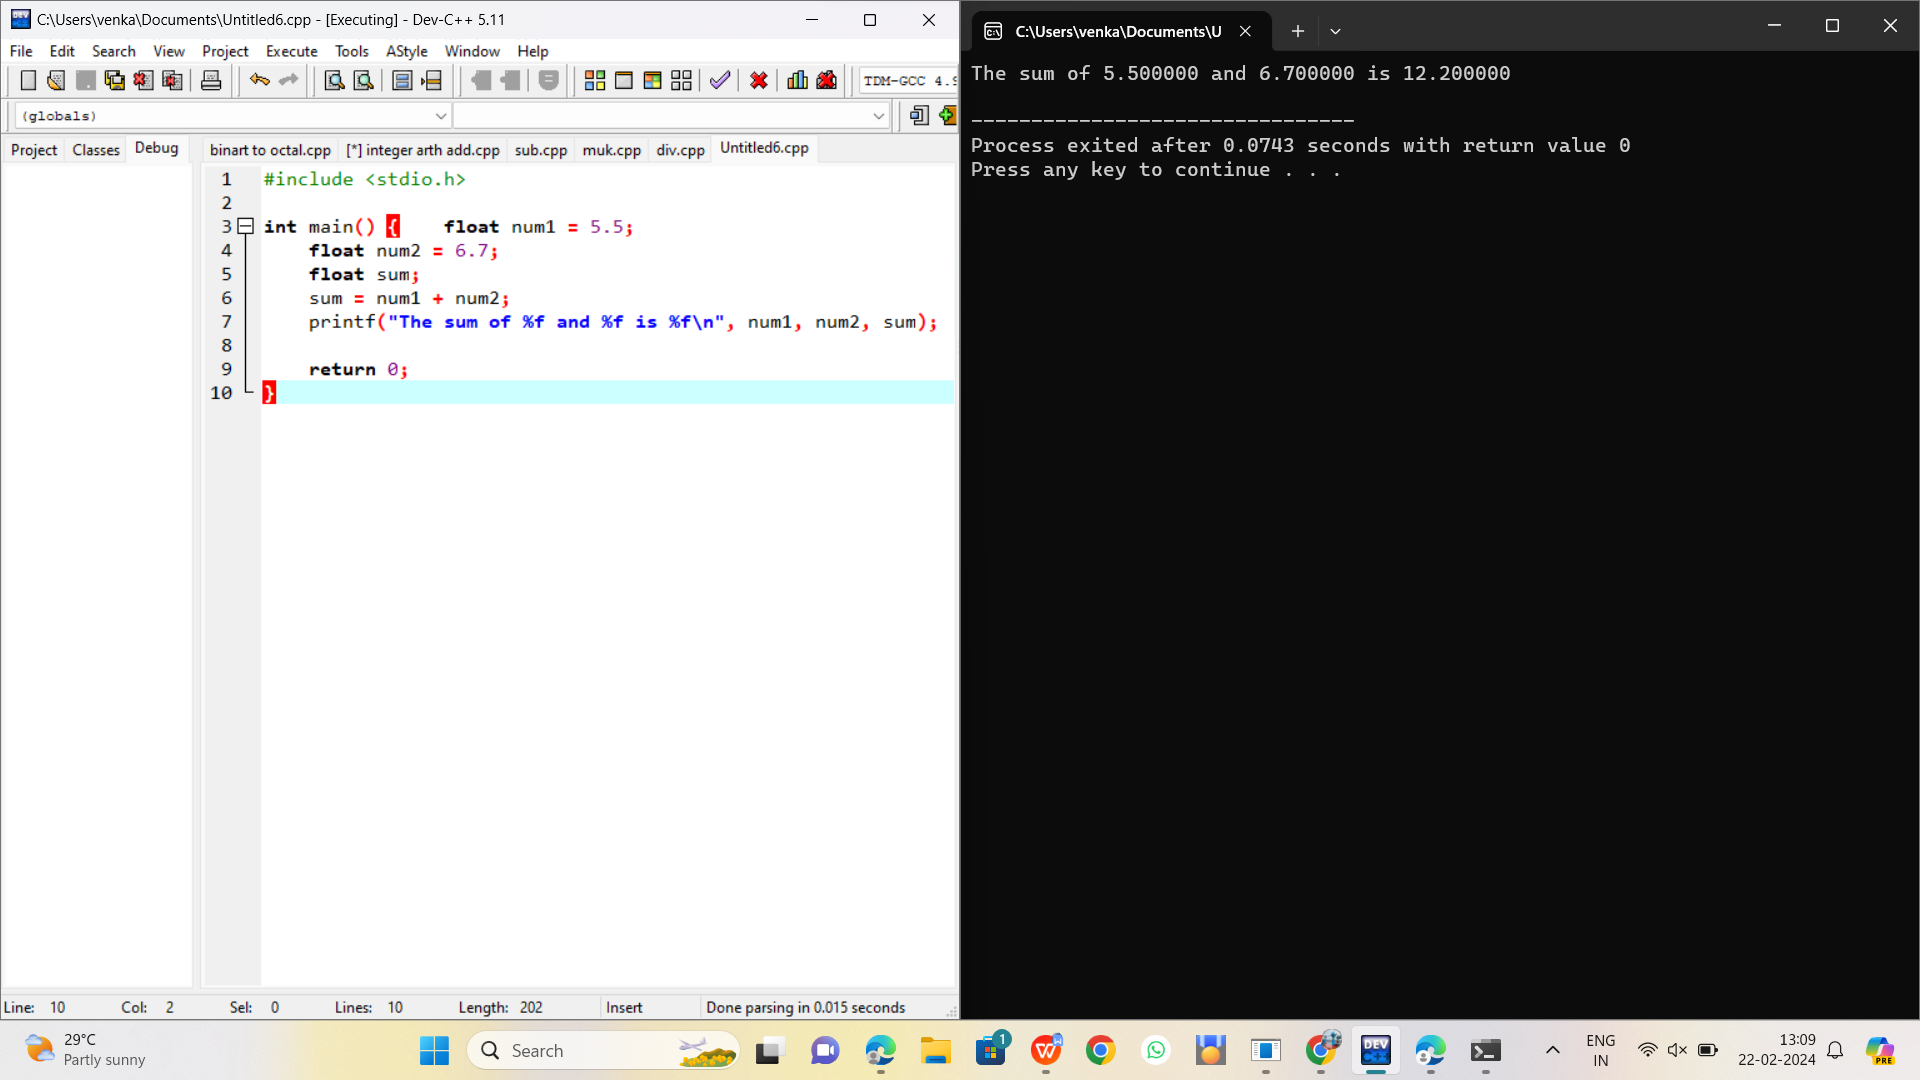 C:\Users\venka\Documents\Untitled6.cpp - [Executing] - Dev-C++ 5.11
File Edit Search View Project Execute Tools AStyle Window Help
TDM-GCC 4.9
(globals)
Project Classes Debug
binart to octal.cpp [*] integer arth add.cpp sub.cpp muk.cpp div.cpp Untitled6.cpp
1 #include <stdio.h>
2
3 int main() {    float num1 = 5.5;
4     float num2 = 6.7;
5     float sum;
6     sum = num1 + num2;
7     printf("The sum of %f and %f is %f\n", num1, num2, sum);
8
9     return 0;
10 }
Line: 10 Col: 2 Sel: 0 Lines: 10 Length: 202 Insert Done parsing in 0.015 seconds
C:\Users\venka\Documents\U
The sum of 5.500000 and 6.700000 is 12.200000
--------------------------------
Process exited after 0.0743 seconds with return value 0
Press any key to continue . . .
29°C
Partly sunny
Search
1
W
DEV
C++
ENG
IN
13:09
22-02-2024
PRE